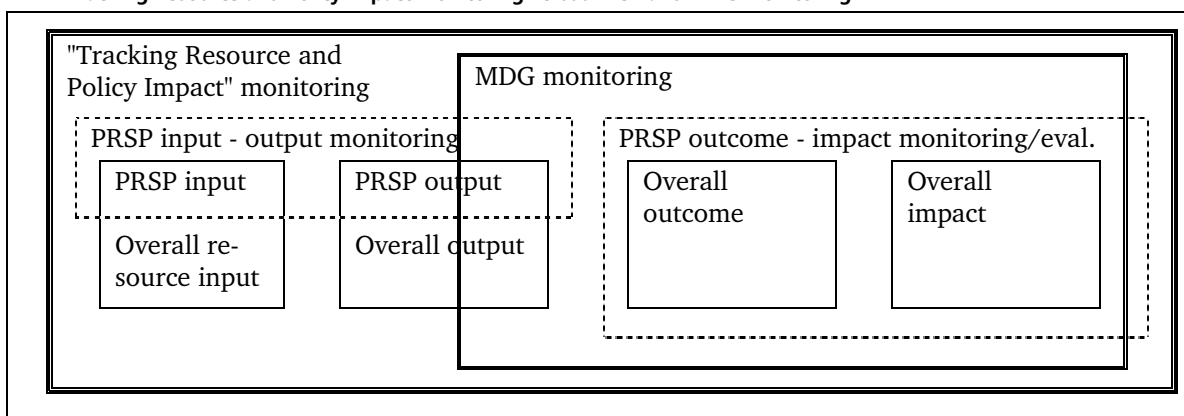 "Tracking Resource and
Policy Impact" monitoring
MDG monitoring
PRSP input - output monitoring
PRSP outcome - impact monitoring/eval.
PRSP input
PRSP output
Overall
outcome
Overall
impact
Overall re-
source input
Overall output